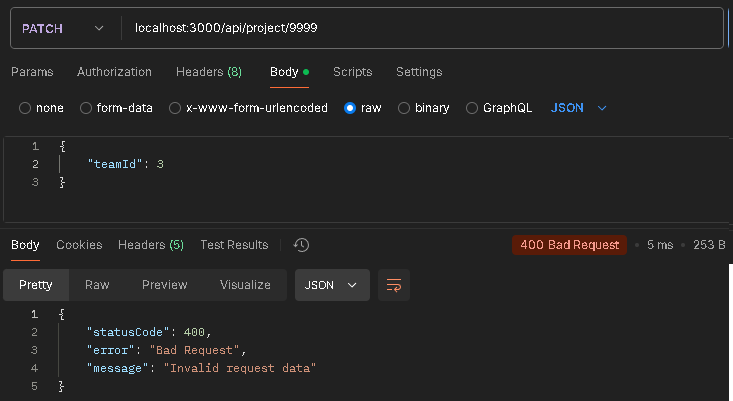 PATCH localhost:3000/api/project/9999
Params Authorization Headers (8) Body Scripts Settings
none form-data x-www-form-urlencoded raw binary GraphQL JSON
1 {
2 "teamId": 3
3 }
Body Cookies Headers (5) Test Results 400 Bad Request • 5 ms • 253 B
Pretty Raw Preview Visualize JSON
1 {
2 "statusCode": 400,
3 "error": "Bad Request",
4 "message": "Invalid request data"
5 }